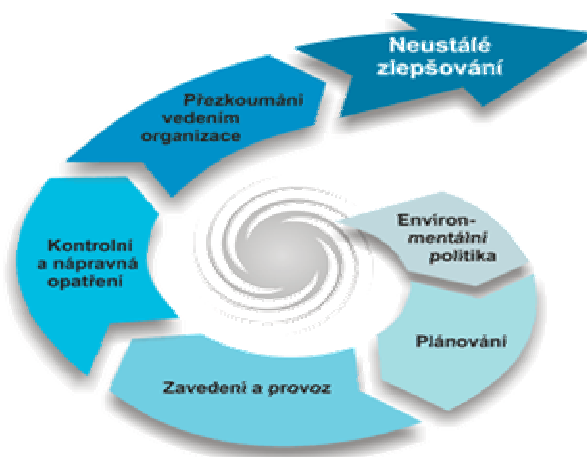 Neustálé
zlepšování
Přezkoumání
vedením
organizace
Environ-
mentální
politika
Kontrolní
a nápravná
opatření
Plánování
Zavedení a provoz